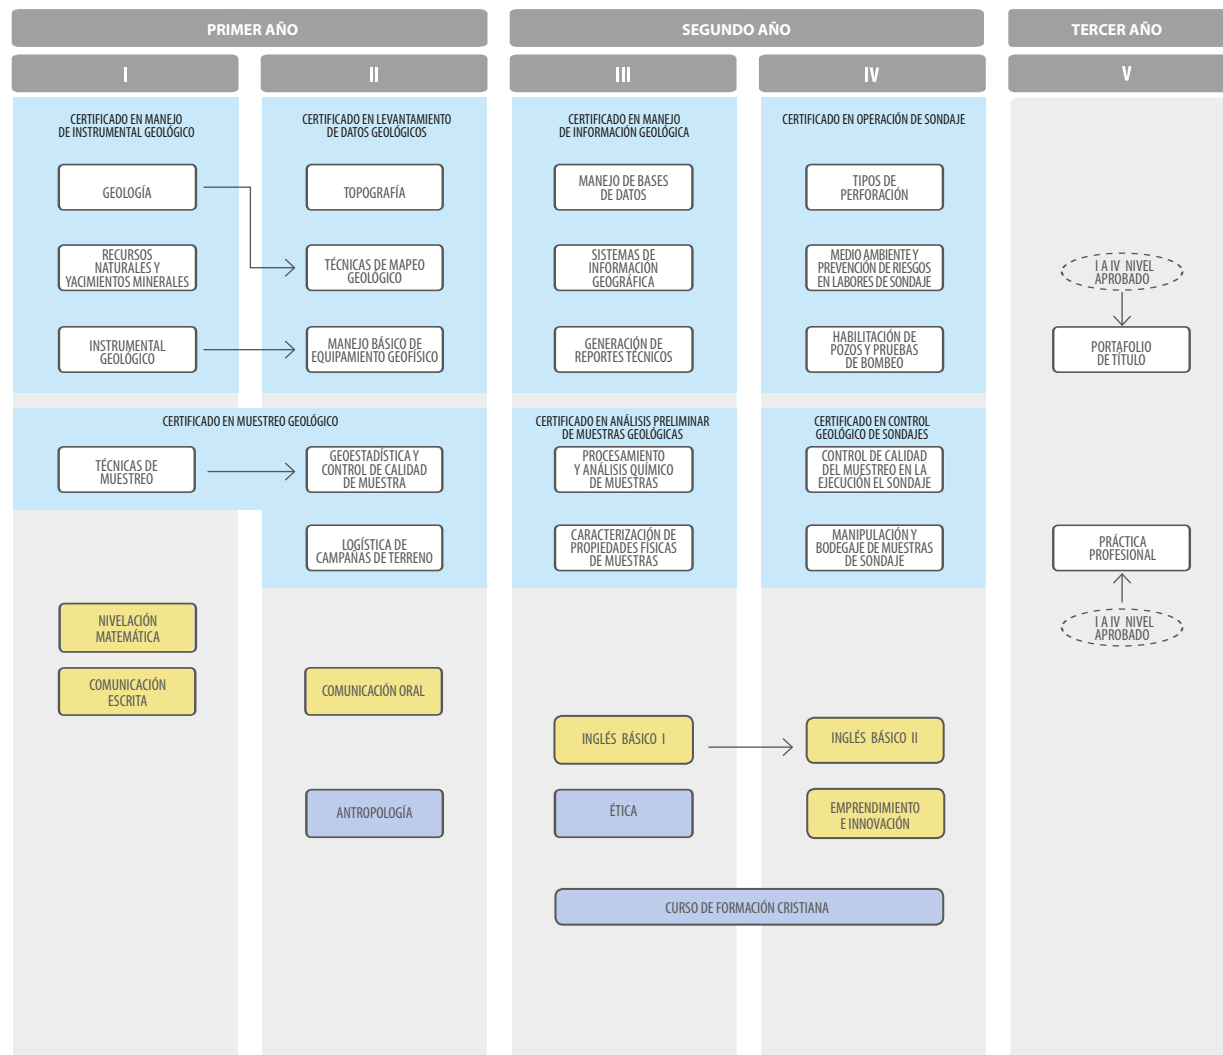 PRIMER AÑO
SEGUNDO AÑO
TERCER AÑO
I
II
III
IV
V
CERTIFICADO EN MANEJO
DE INSTRUMENTAL GEOLÓGICO
GEOLOGÍA
RECURSOS
NATURALES Y
YACIMIENTOS MINERALES
INSTRUMENTAL
GEOLÓGICO
CERTIFICADO EN LEVANTAMIENTO
DE DATOS GEOLÓGICOS
TOPOGRAFÍA
TÉCNICAS DE MAPEO
GEOLÓGICO
MANEJO BÁSICO DE
EQUIPAMIENTO GEOFÍSICO
CERTIFICADO EN MANEJO
DE INFORMACIÓN GEOLÓGICA
MANEJO DE BASES
DE DATOS
SISTEMAS DE
INFORMACIÓN
GEOGRÁFICA
GENERACIÓN DE
REPORTES TÉCNICOS
CERTIFICADO EN OPERACIÓN DE SONDAJE
TIPOS DE
PERFORACIÓN
MEDIO AMBIENTE Y
PREVENCIÓN DE RIESGOS
EN LABORES DE SONDAJE
HABILITACIÓN DE
POZOS Y PRUEBAS
DE BOMBEO
I A IV NIVEL
APROBADO
PORTAFOLIO
DE TÍTULO
CERTIFICADO EN MUESTREO GEOLÓGICO
TÉCNICAS DE
MUESTREO
GEOESTADÍSTICA Y
CONTROL DE CALIDAD
DE MUESTRA
LOGÍSTICA DE
CAMPAÑAS DE TERRENO
CERTIFICADO EN ANÁLISIS PRELIMINAR
DE MUESTRAS GEOLÓGICAS
PROCESAMIENTO
Y ANÁLISIS QUÍMICO
DE MUESTRAS
CARACTERIZACIÓN DE
PROPIEDADES FÍSICAS
DE MUESTRAS
CERTIFICADO EN CONTROL
GEOLÓGICO DE SONDAJES
CONTROL DE CALIDAD
DEL MUESTREO EN LA
EJECUCIÓN EL SONDAJE
MANIPULACIÓN Y
BODEGAJE DE MUESTRAS
DE SONDAJE
PRÁCTICA
PROFESIONAL
I A IV NIVEL
APROBADO
NIVELACIÓN
MATEMÁTICA
COMUNICACIÓN
ESCRITA
COMUNICACIÓN ORAL
INGLÉS BÁSICO I
INGLÉS BÁSICO II
ANTROPOLOGÍA
ÉTICA
EMPRENDIMIENTO
E INNOVACIÓN
CURSO DE FORMACIÓN CRISTIANA